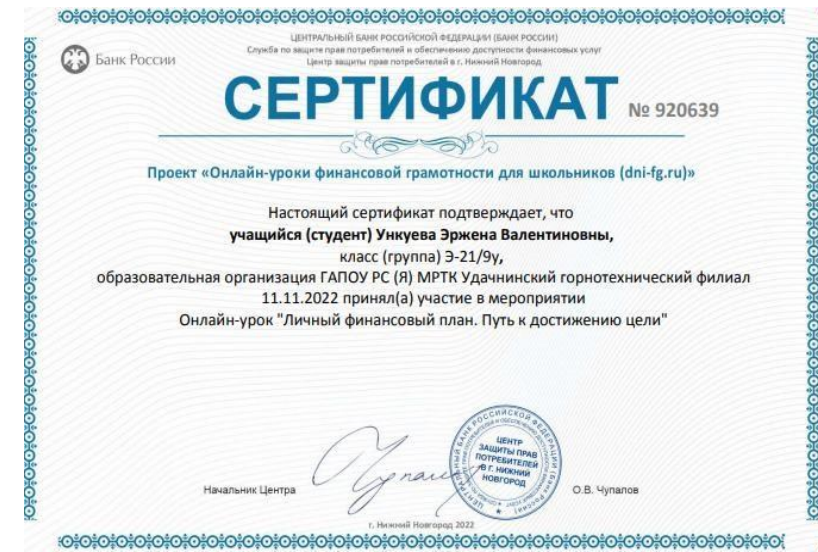 ЦЕНТРАЛЬНЫЙ БАНК РОССИЙСКОЙ ФЕДЕРАЦИИ (БАНК РОССИИ)
Служба по защите прав потребителей и обеспечению доступности финансовых услуг
Центр защиты прав потребителей в г. Нижний Новгород
Банк России
СЕРТИФИКАТ № 920639
Проект «Онлайн-уроки финансовой грамотности для школьников (dni-fg.ru)»
Настоящий сертификат подтверждает, что
учащийся (студент) Ункуева Эржена Валентиновны,
класс (группа) Э-21/9у,
образовательная организация ГАПОУ РС (Я) МРТК Удачнинский горнотехнический филиал
11.11.2022 принял(а) участие в мероприятии
Онлайн-урок "Личный финансовый план. Путь к достижению цели"
ЦЕНТР
ЗАЩИТЫ ПРАВ
ПОТРЕБИТЕЛЕЙ
В Г. НИЖНИЙ
НОВГОРОД
Начальник Центра
О.В. Чупалов
г. Нижний Новгород 2022